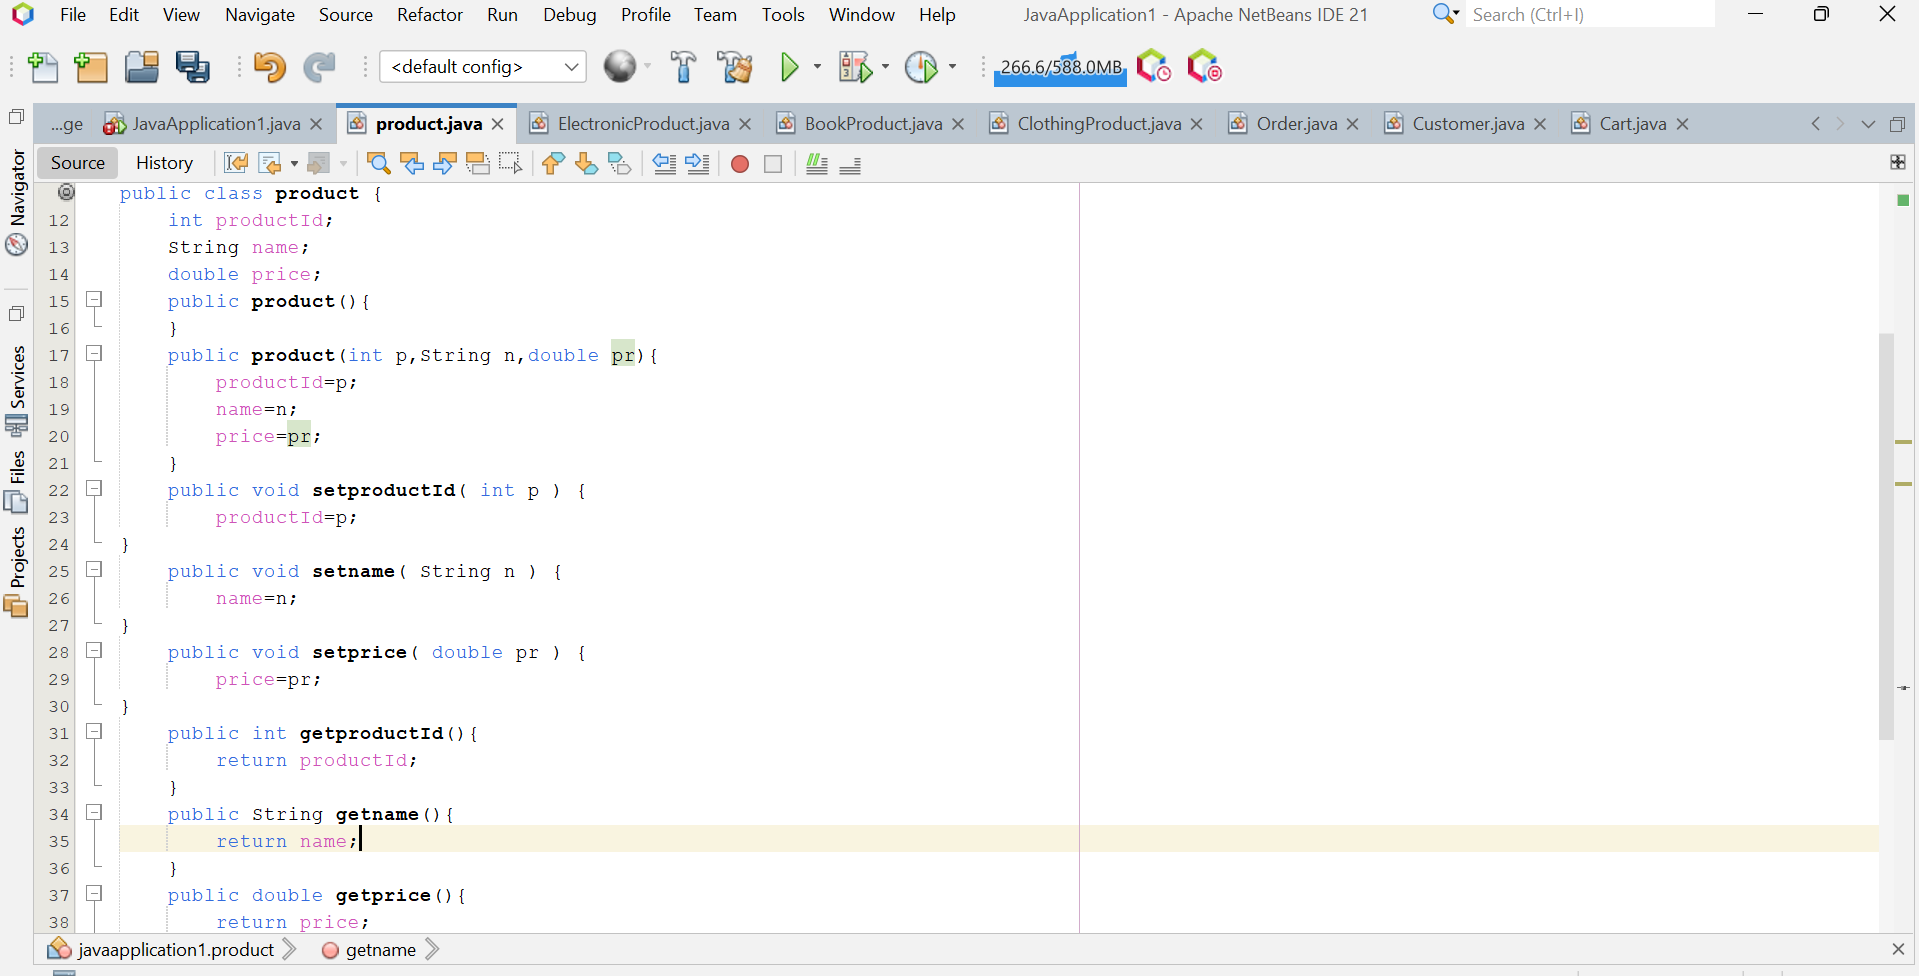 File Edit View Navigate Source Refactor Run Debug Profile Team Tools Window Help JavaApplication1 - Apache NetBeans IDE 21 Search (Ctrl+I)
<default config> 266.6/588.0MB
...ge JavaApplication1.java product.java ElectronicProduct.java BookProduct.java ClothingProduct.java Order.java Customer.java Cart.java
Source History
Navigator
Services
Files
Projects
public class product {
12 int productId;
13 String name;
14 double price;
15 public product(){
16 }
17 public product(int p,String n,double pr){
18 productId=p;
19 name=n;
20 price=pr;
21 }
22 public void setproductId( int p ) {
23 productId=p;
24 }
25 public void setname( String n ) {
26 name=n;
27 }
28 public void setprice( double pr ) {
29 price=pr;
30 }
31 public int getproductId(){
32 return productId;
33 }
34 public String getname(){
35 return name;
36 }
37 public double getprice(){
38 return price;
javaapplication1.product getname